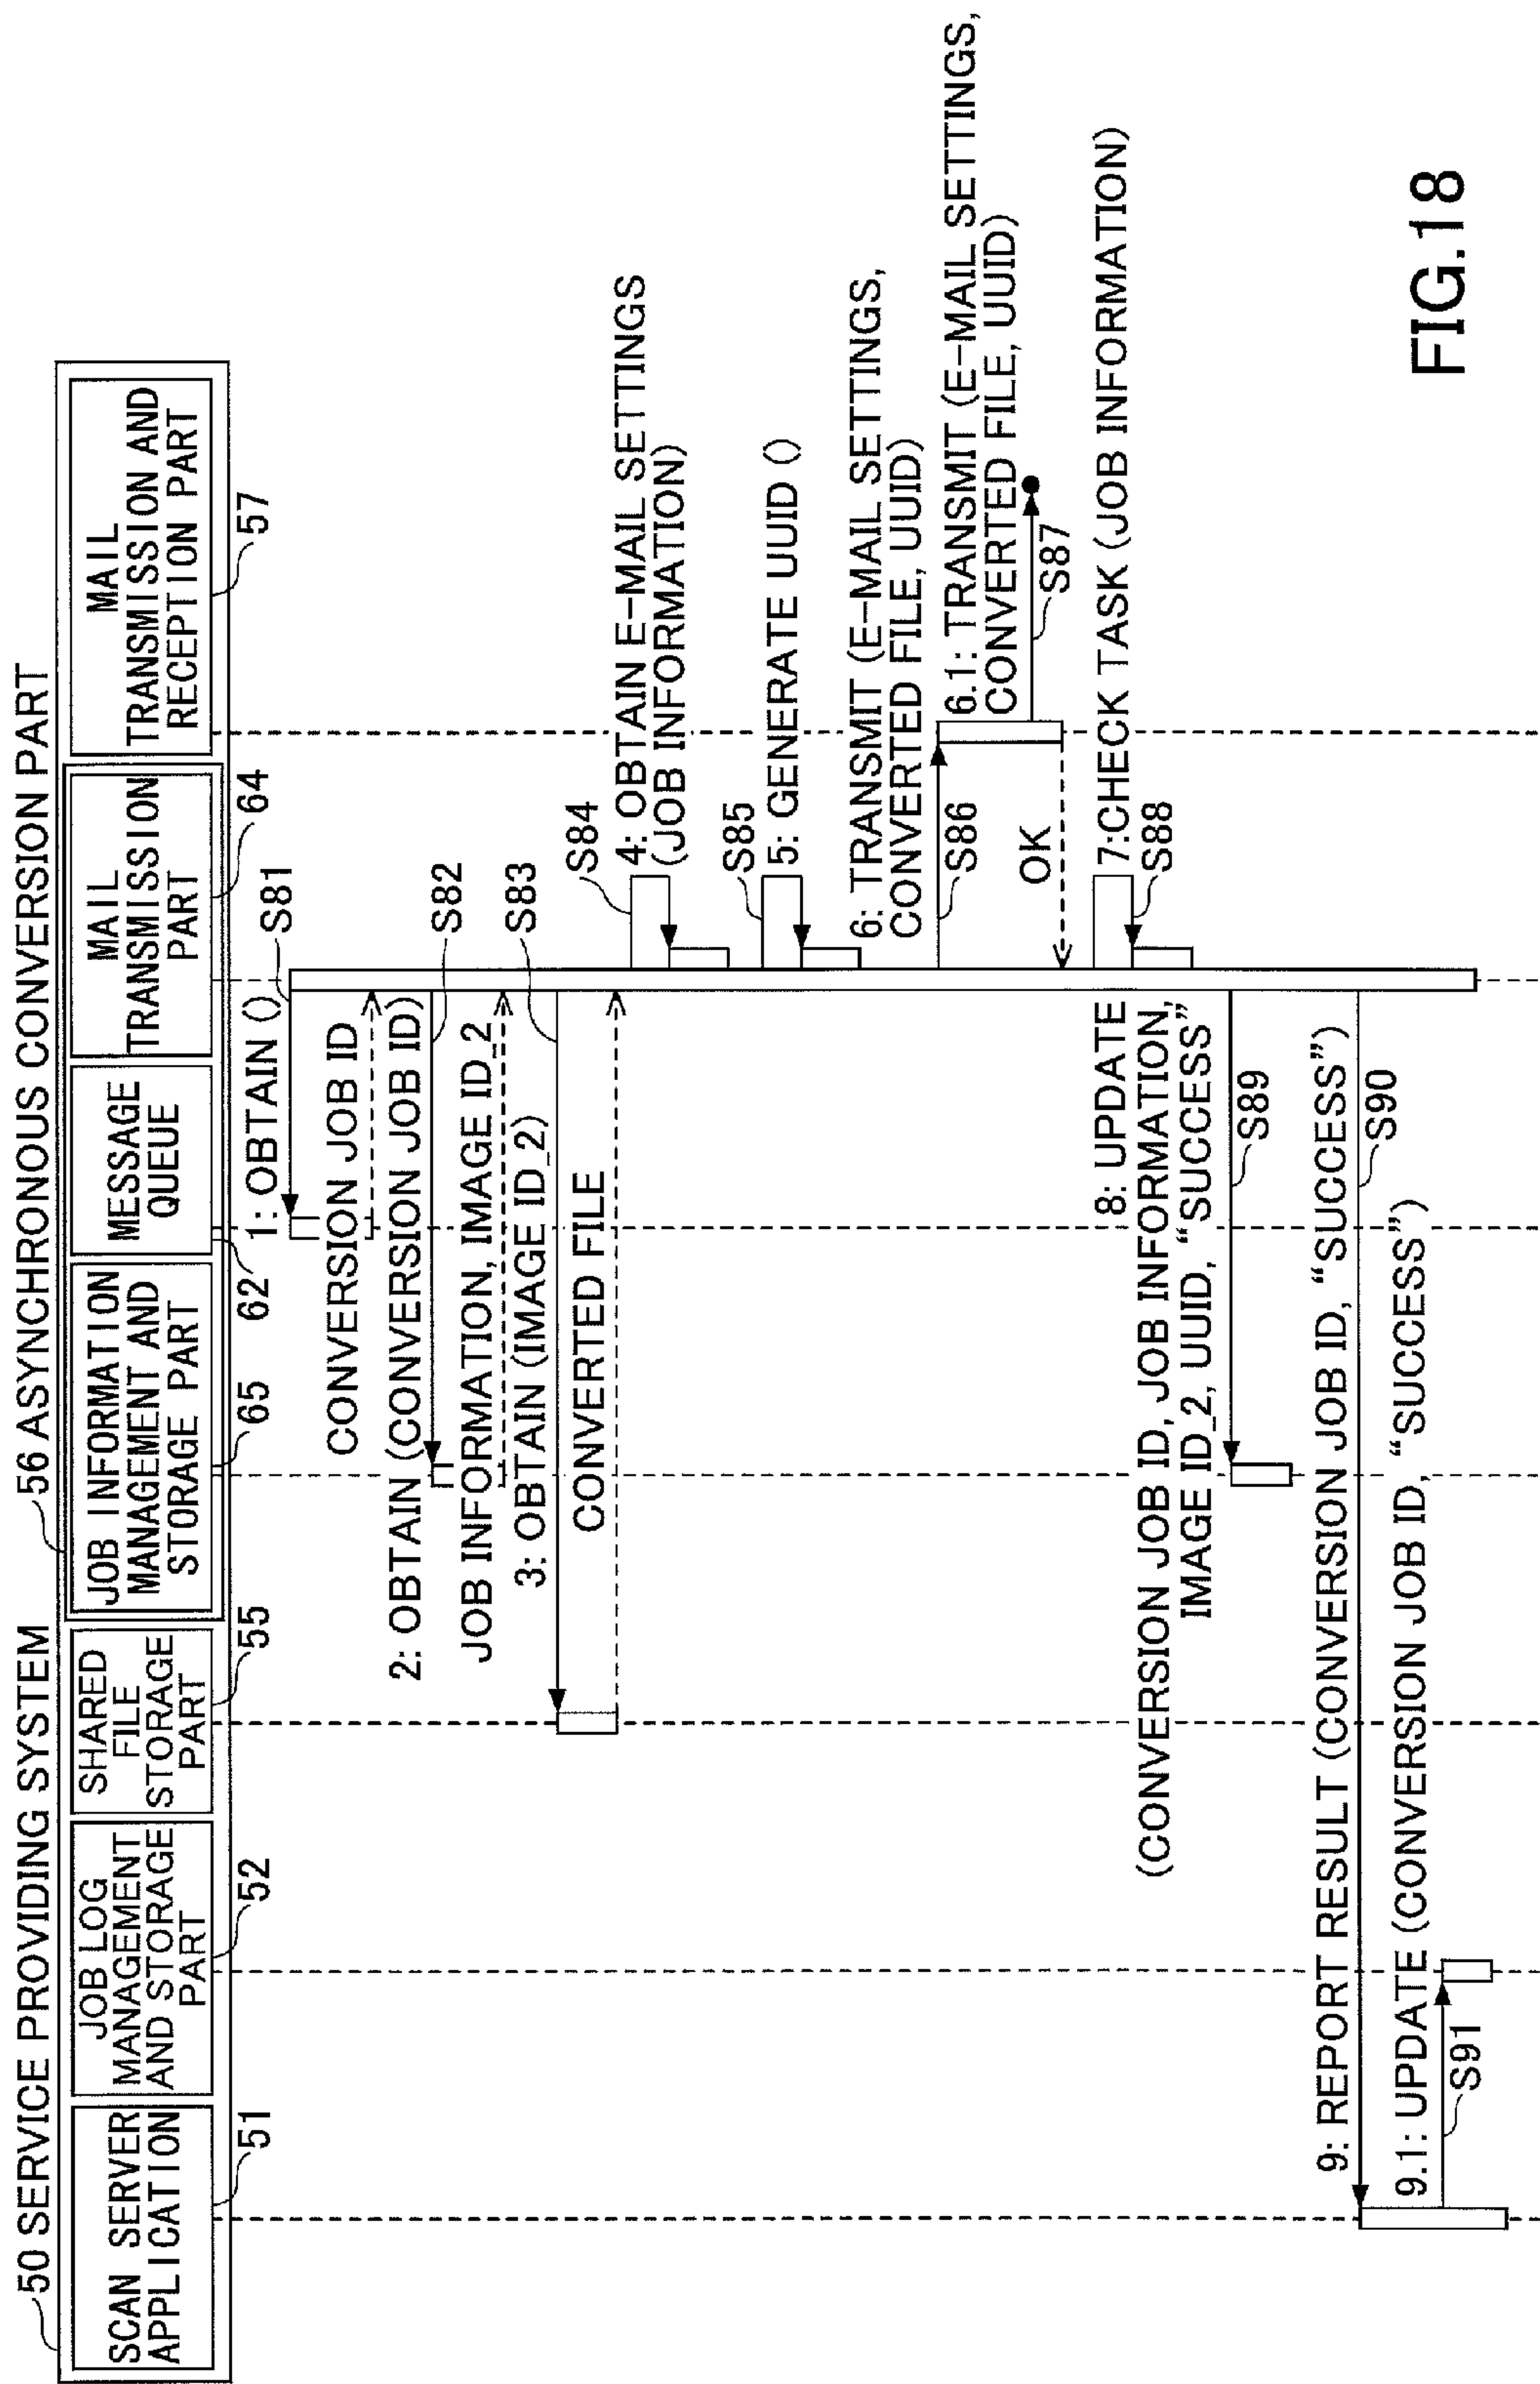 50 SERVICE PROVIDING SYSTEM
56 ASYNCHRONOUS CONVERSION PART
SCAN SERVER
APPLICATION
51
JOB LOG
MANAGEMENT
AND STORAGE
PART
52
SHARED
FILE
STORAGE
PART
55
JOB INFORMATION
MANAGEMENT AND
STORAGE PART
65
MESSAGE
QUEUE
62
MAIL
TRANSMISSION
PART
64
MAIL
TRANSMISSION AND
RECEPTION PART
57
1: OBTAIN ()
S81
CONVERSION JOB ID
2: OBTAIN (CONVERSION JOB ID)
S82
JOB INFORMATION, IMAGE ID_2
3: OBTAIN (IMAGE ID_2)
S83
CONVERTED FILE
S84
4: OBTAIN E-MAIL SETTINGS
(JOB INFORMATION)
S85
5: GENERATE UUID ()
6: TRANSMIT (E-MAIL SETTINGS,
CONVERTED FILE, UUID)
S86
6.1: TRANSMIT (E-MAIL SETTINGS,
CONVERTED FILE, UUID)
S87
OK
7:CHECK TASK (JOB INFORMATION)
S88
8: UPDATE
(CONVERSION JOB ID, JOB INFORMATION,
IMAGE ID_2, UUID, “SUCCESS”
S89
9: REPORT RESULT (CONVERSION JOB ID, “SUCCESS”)
S90
9.1: UPDATE (CONVERSION JOB ID, “SUCCESS”)
S91
FIG.18